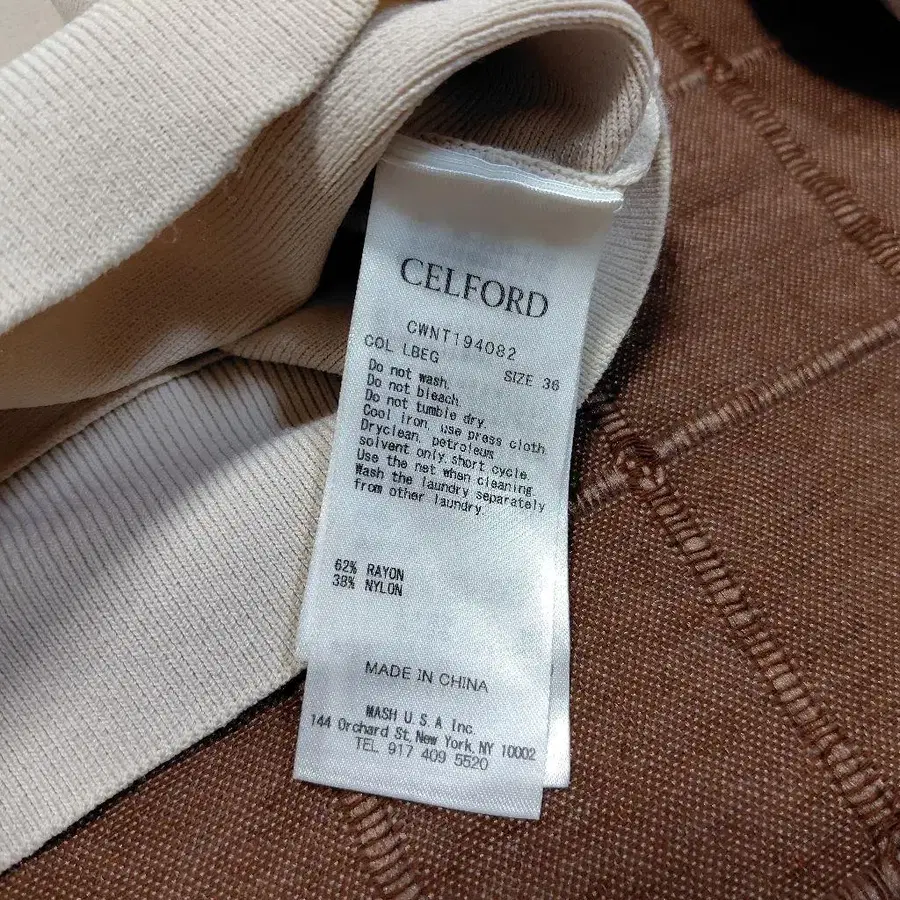 CELFORD
CWNT194082
COL LBEG
SIZE 36
Do not wash.
Do not bleach.
Do not tumble dry.
Cool iron, use press cloth.
Dryclean, petroleum
solvent only.short cycle.
Use the net when cleaning.
Wash the laundry separately
from other laundry.
62% RAYON
38% NYLON
MADE IN CHINA
MASH U S A Inc.
144 Orchard St,New York,NY 10002
TEL 917 409 5520